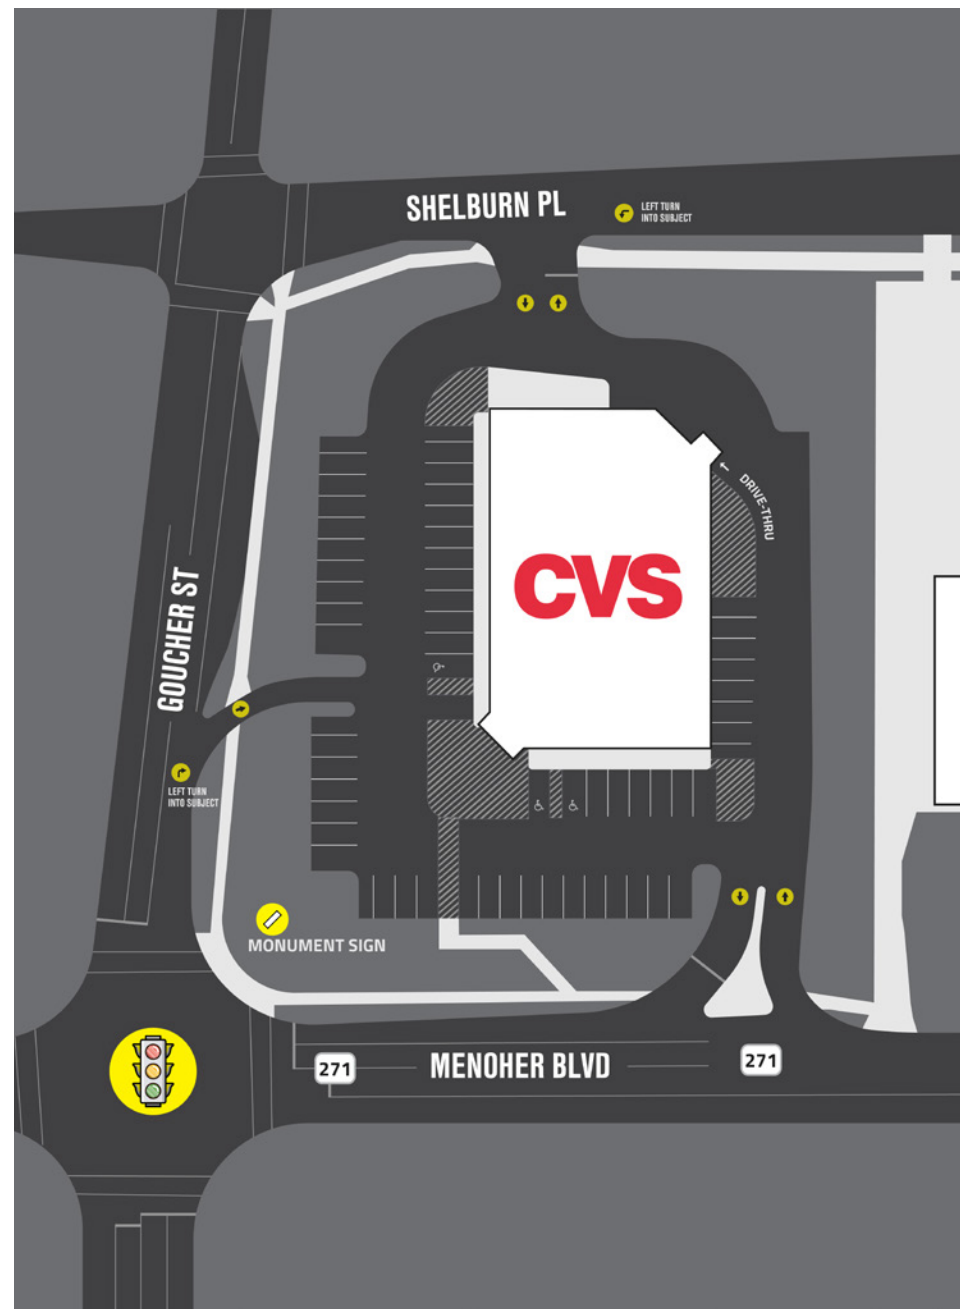 SHELBURN PL
LEFT TURN
INTO SUBJECT
DRIVE-THRU
CVS
GOUCHER ST
LEFT TURN
INTO SUBJECT
MONUMENT SIGN
271
MENOHER BLVD
271